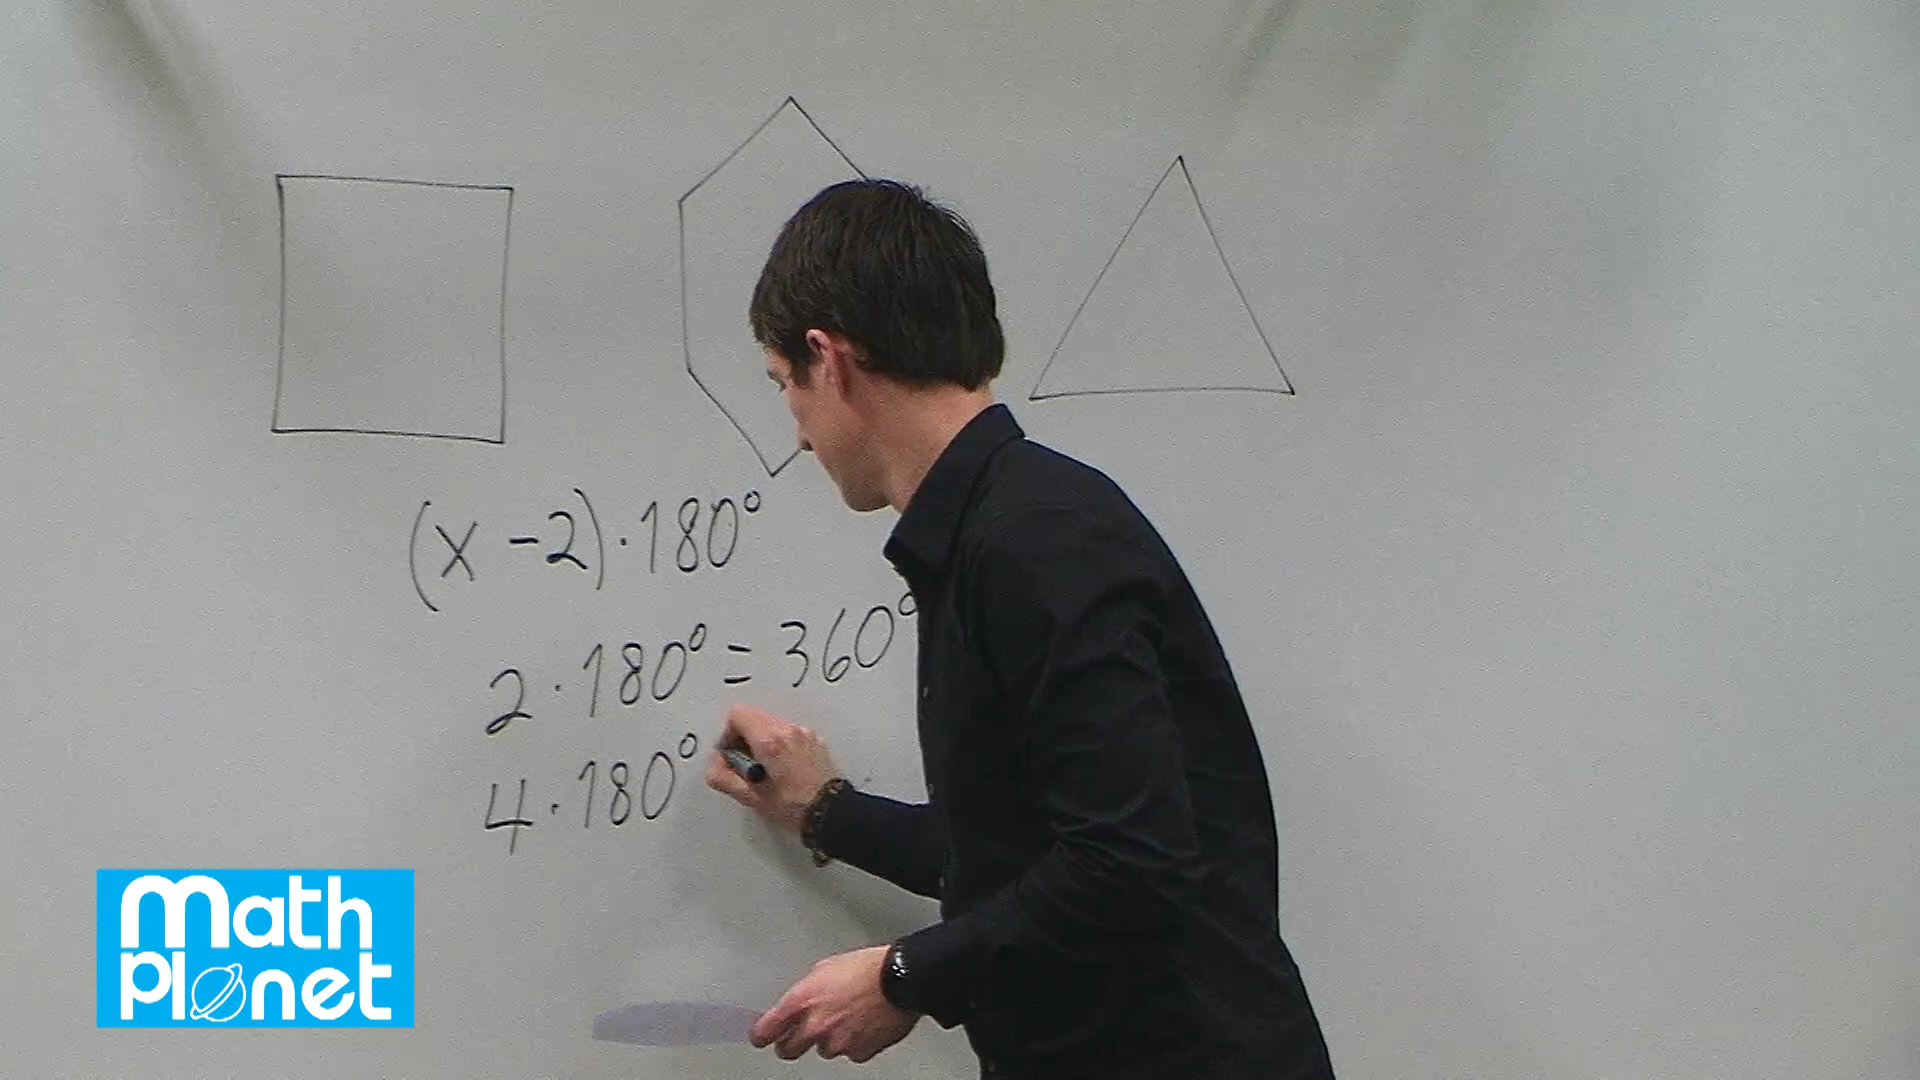 (x - 2) · 180°
2 · 180° = 360°
4 · 180°
math
planet